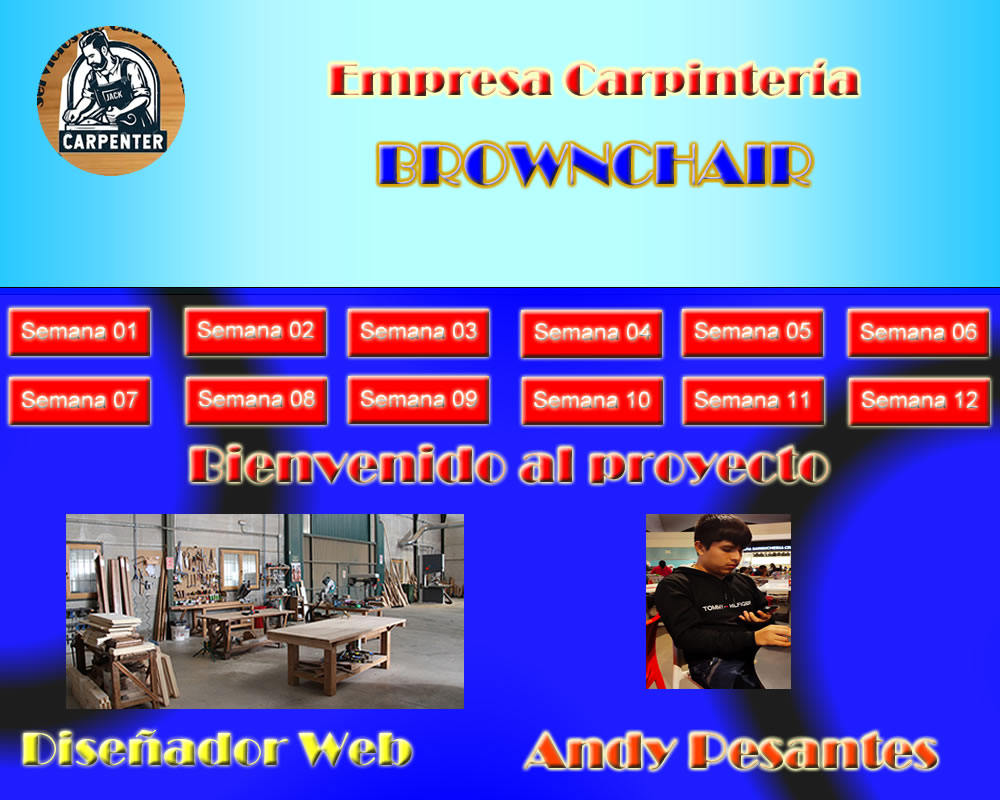 Servicios de Carpintería
JACK
CARPENTER
Empresa Carpintería
BROWNCHAIR
Semana 01
Semana 02
Semana 03
Semana 04
Semana 05
Semana 06
Semana 07
Semana 08
Semana 09
Semana 10
Semana 11
Semana 12
Bienvenido al proyecto
TOMMY HILFIGER
Diseñador Web
Andy Pesantes